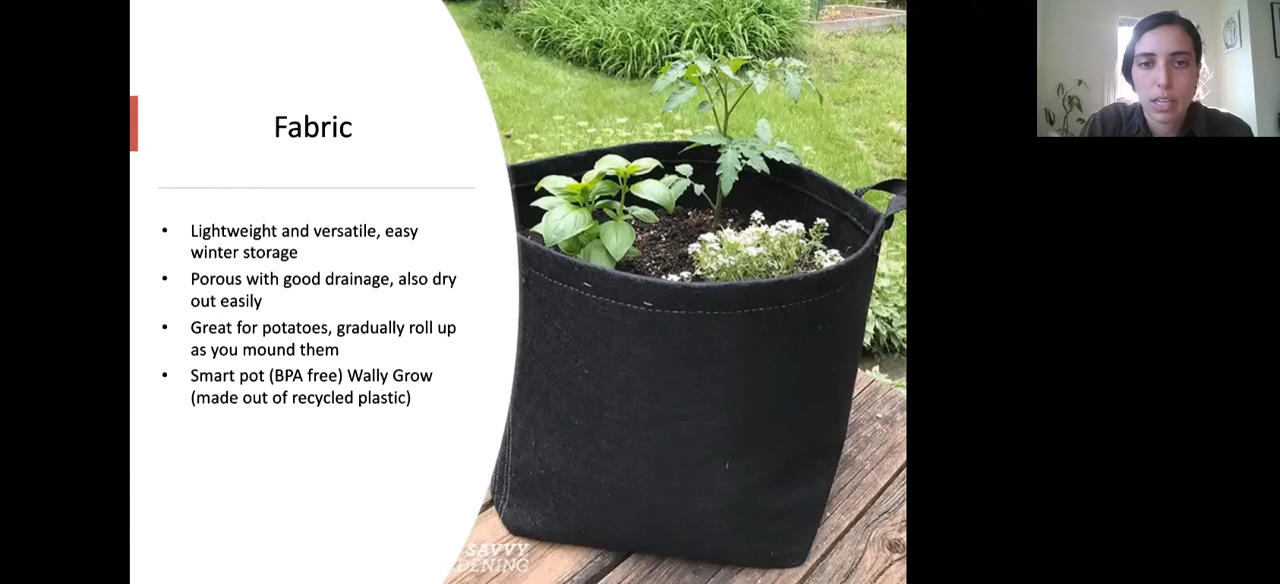 Fabric
• Lightweight and versatile, easy
winter storage
• Porous with good drainage, also dry
out easily
• Great for potatoes, gradually roll up
as you mound them
• Smart pot (BPA free) Wally Grow
(made out of recycled plastic)
SAVVY
DENING